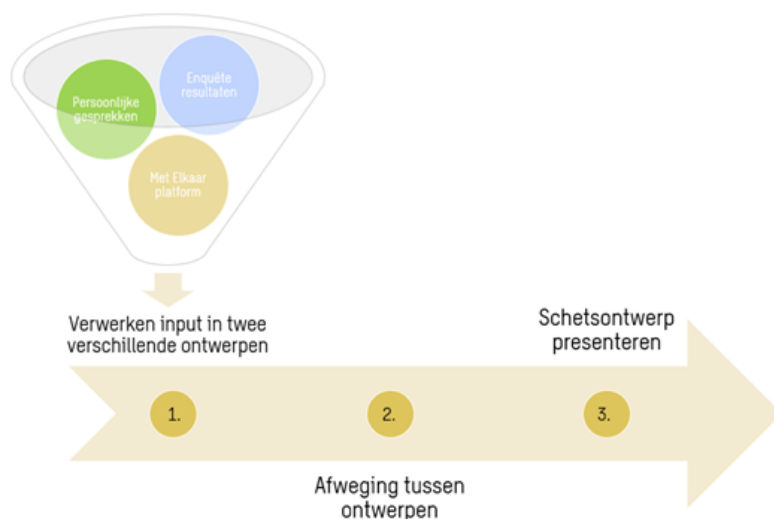 Enquête
resultaten
Persoonlijke
gesprekken
Met Elkaar
platform
Verwerken input in twee
verschillende ontwerpen
Schetsontwerp
presenteren
1.
2.
3.
Afweging tussen
ontwerpen